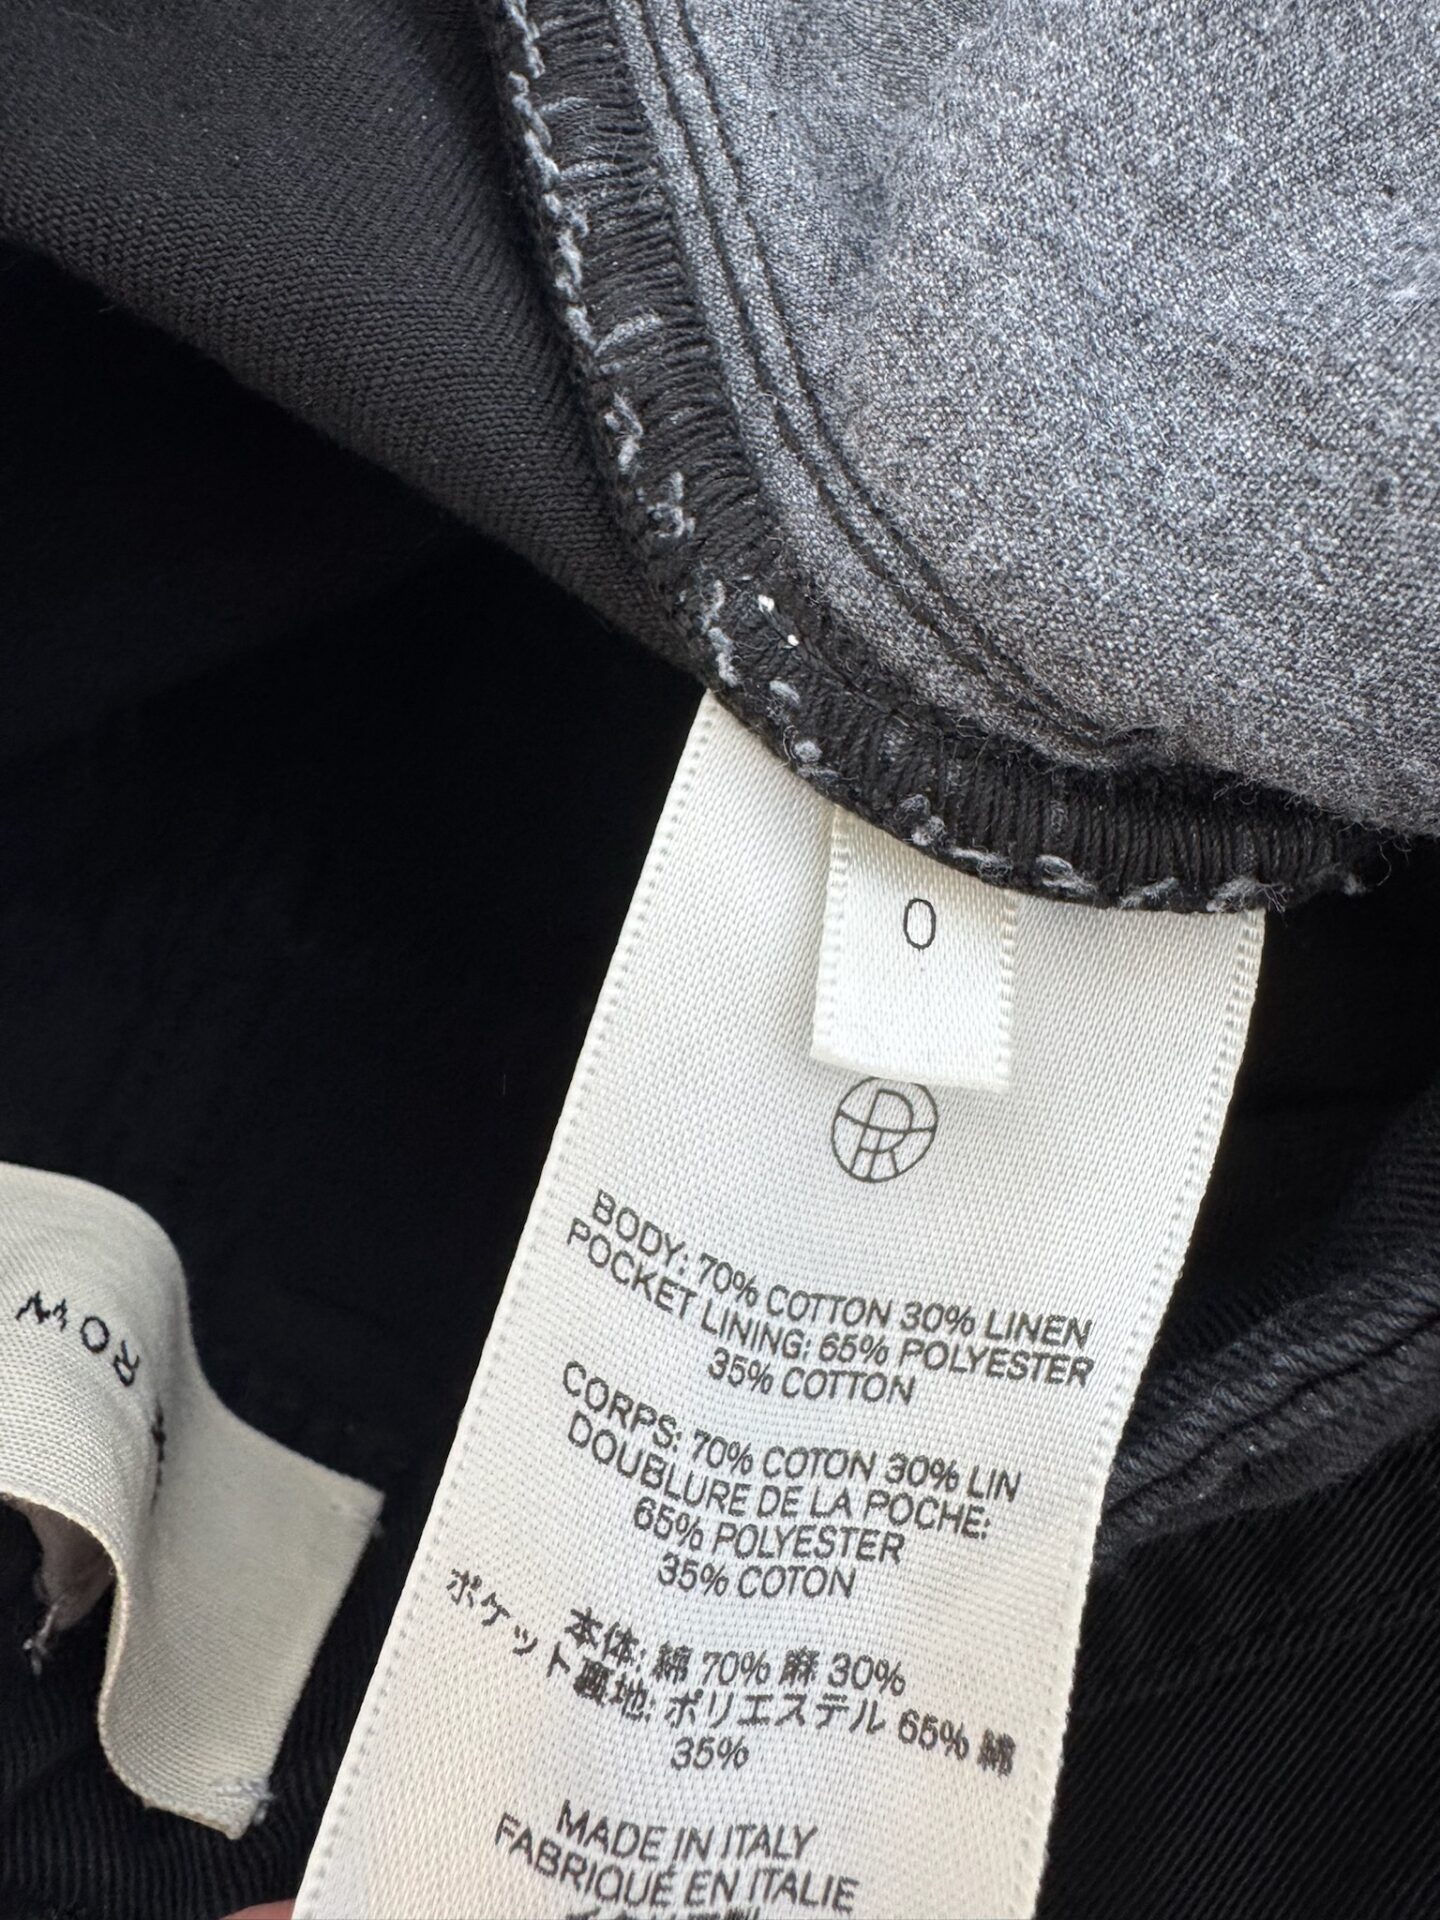 0
BODY: 70% COTTON 30% LINEN
POCKET LINING: 65% POLYESTER
35% COTTON
CORPS: 70% COTON 30% LIN
DOUBLURE DE LA POCHE:
65% POLYESTER
35% COTON
本体: 綿 70% 麻 30%
ポケット裏地: ポリエステル 65% 綿
35%
MADE IN ITALY
FABRIQUÉ EN ITALIE
ROW